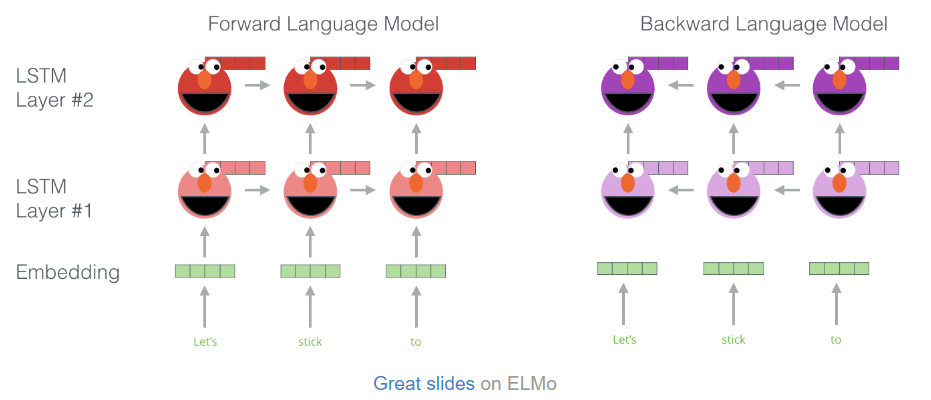 Forward Language Model
Backward Language Model
LSTM
Layer #2
LSTM
Layer #1
Embedding
Let's
stick
to
Let's
stick
to
Great slides on ELMo